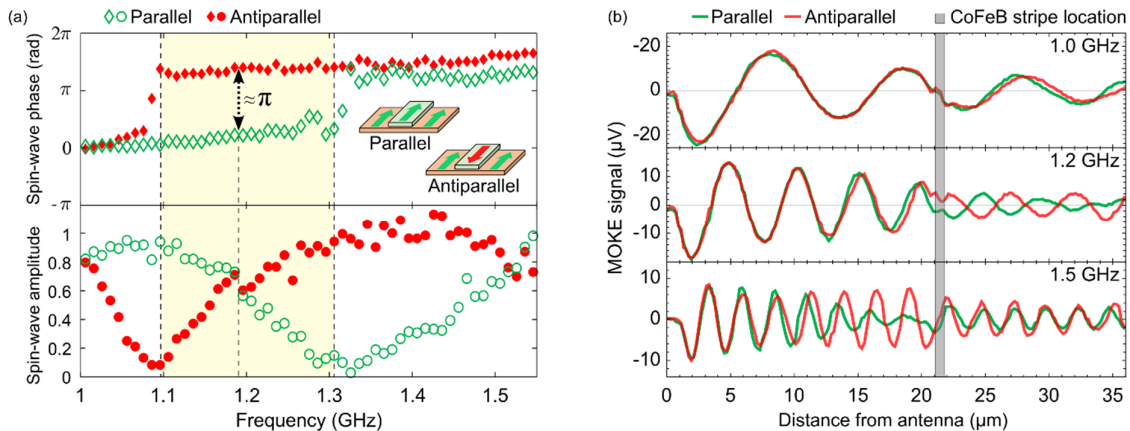 (a)
Parallel
Antiparallel
Spin-wave phase (rad)
2π
π
0
-π
≈π
Parallel
Antiparallel
Spin-wave amplitude
1
0.8
0.6
0.4
0.2
0
1 1.1 1.2 1.3 1.4 1.5
Frequency (GHz)
(b)
Parallel
Antiparallel
CoFeB stripe location
MOKE signal (μV)
-20
0
20
1.0 GHz
10
0
-10
1.2 GHz
10
0
-10
1.5 GHz
0 5 10 15 20 25 30 35
Distance from antenna (μm)